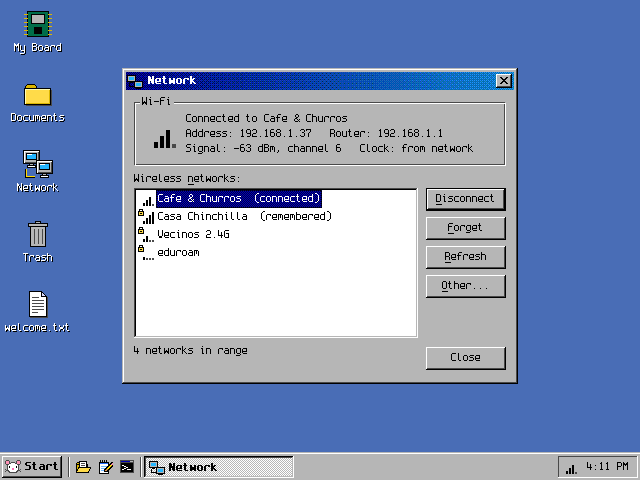 My Board
Documents
Network
Trash
welcome.txt
Network
Wi-Fi
Connected to Cafe & Churros
Address: 192.168.1.37 Router: 192.168.1.1
Signal: -63 dBm, channel 6 Clock: from network
Wireless networks:
Cafe & Churros (connected)
Casa Chinchilla (remembered)
Vecinos 2.4G
eduroam
Disconnect
Forget
Refresh
Other...
4 networks in range
Close
Start
Network
4:11 PM